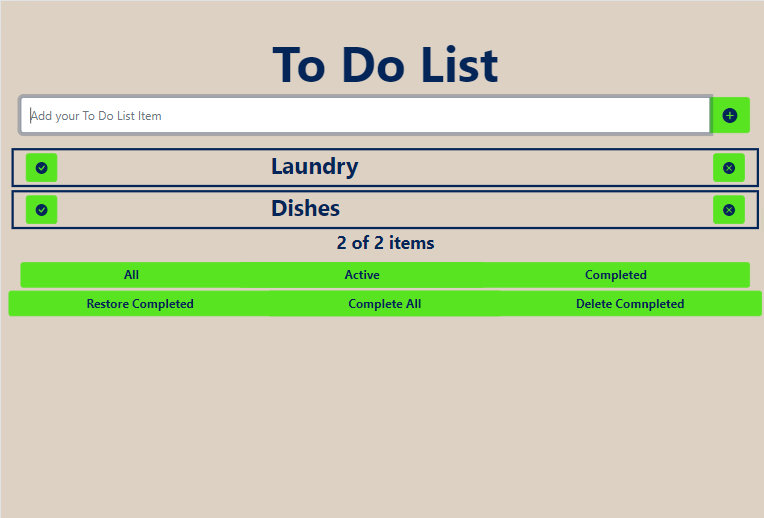 To Do List
Add your To Do List Item
Laundry
Dishes
2 of 2 items
All Active Completed
Restore Completed Complete All Delete Comnpleted